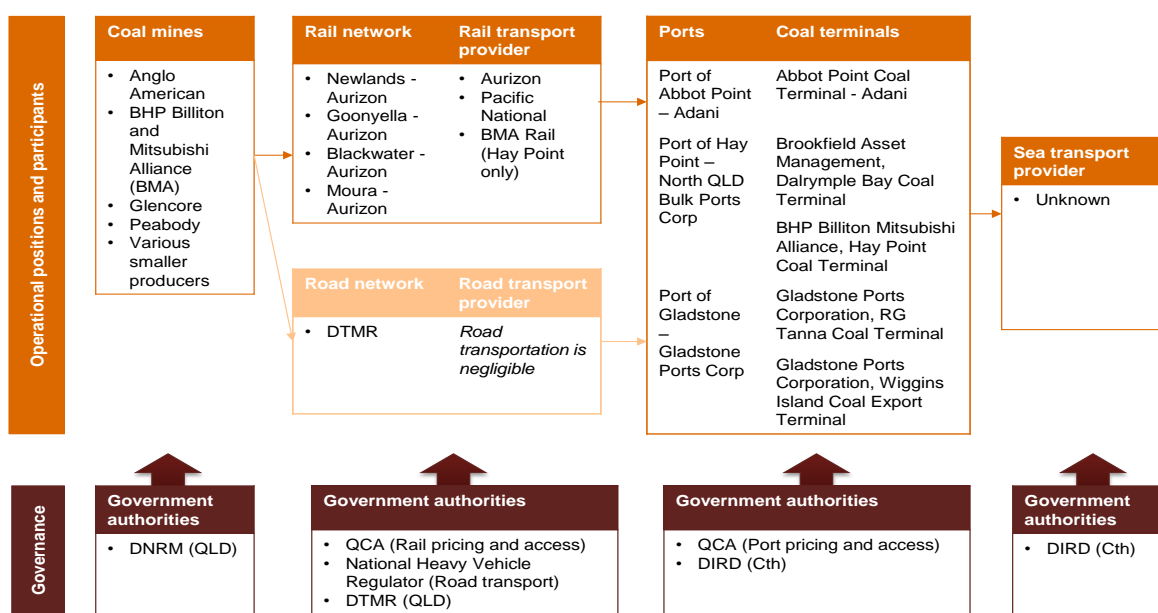 Operational positions and participants
Coal mines
• Anglo
American
• BHP Billiton
and
Mitsubishi
Alliance
(BMA)
• Glencore
• Peabody
• Various
smaller
producers
Rail network
• Newlands -
Aurizon
• Goonyella -
Aurizon
• Blackwater -
Aurizon
• Moura -
Aurizon
Rail transport
provider
• Aurizon
• Pacific
National
• BMA Rail
(Hay Point
only)
Road network
• DTMR
Road transport
provider
Road
transportation is
negligible
Ports
Coal terminals
Port of
Abbot Point
– Adani
Abbot Point Coal
Terminal - Adani
Port of Hay
Point –
North QLD
Bulk Ports
Corp
Brookfield Asset
Management,
Dalrymple Bay Coal
Terminal
BHP Billiton Mitsubishi
Alliance, Hay Point
Coal Terminal
Port of
Gladstone
–
Gladstone
Ports Corp
Gladstone Ports
Corporation, RG
Tanna Coal Terminal
Gladstone Ports
Corporation, Wiggins
Island Coal Export
Terminal
Sea transport
provider
• Unknown
Governance
Government
authorities
• DNRM (QLD)
Government authorities
• QCA (Rail pricing and access)
• National Heavy Vehicle
Regulator (Road transport)
• DTMR (QLD)
Government authorities
• QCA (Port pricing and access)
• DIRD (Cth)
Government
authorities
• DIRD (Cth)